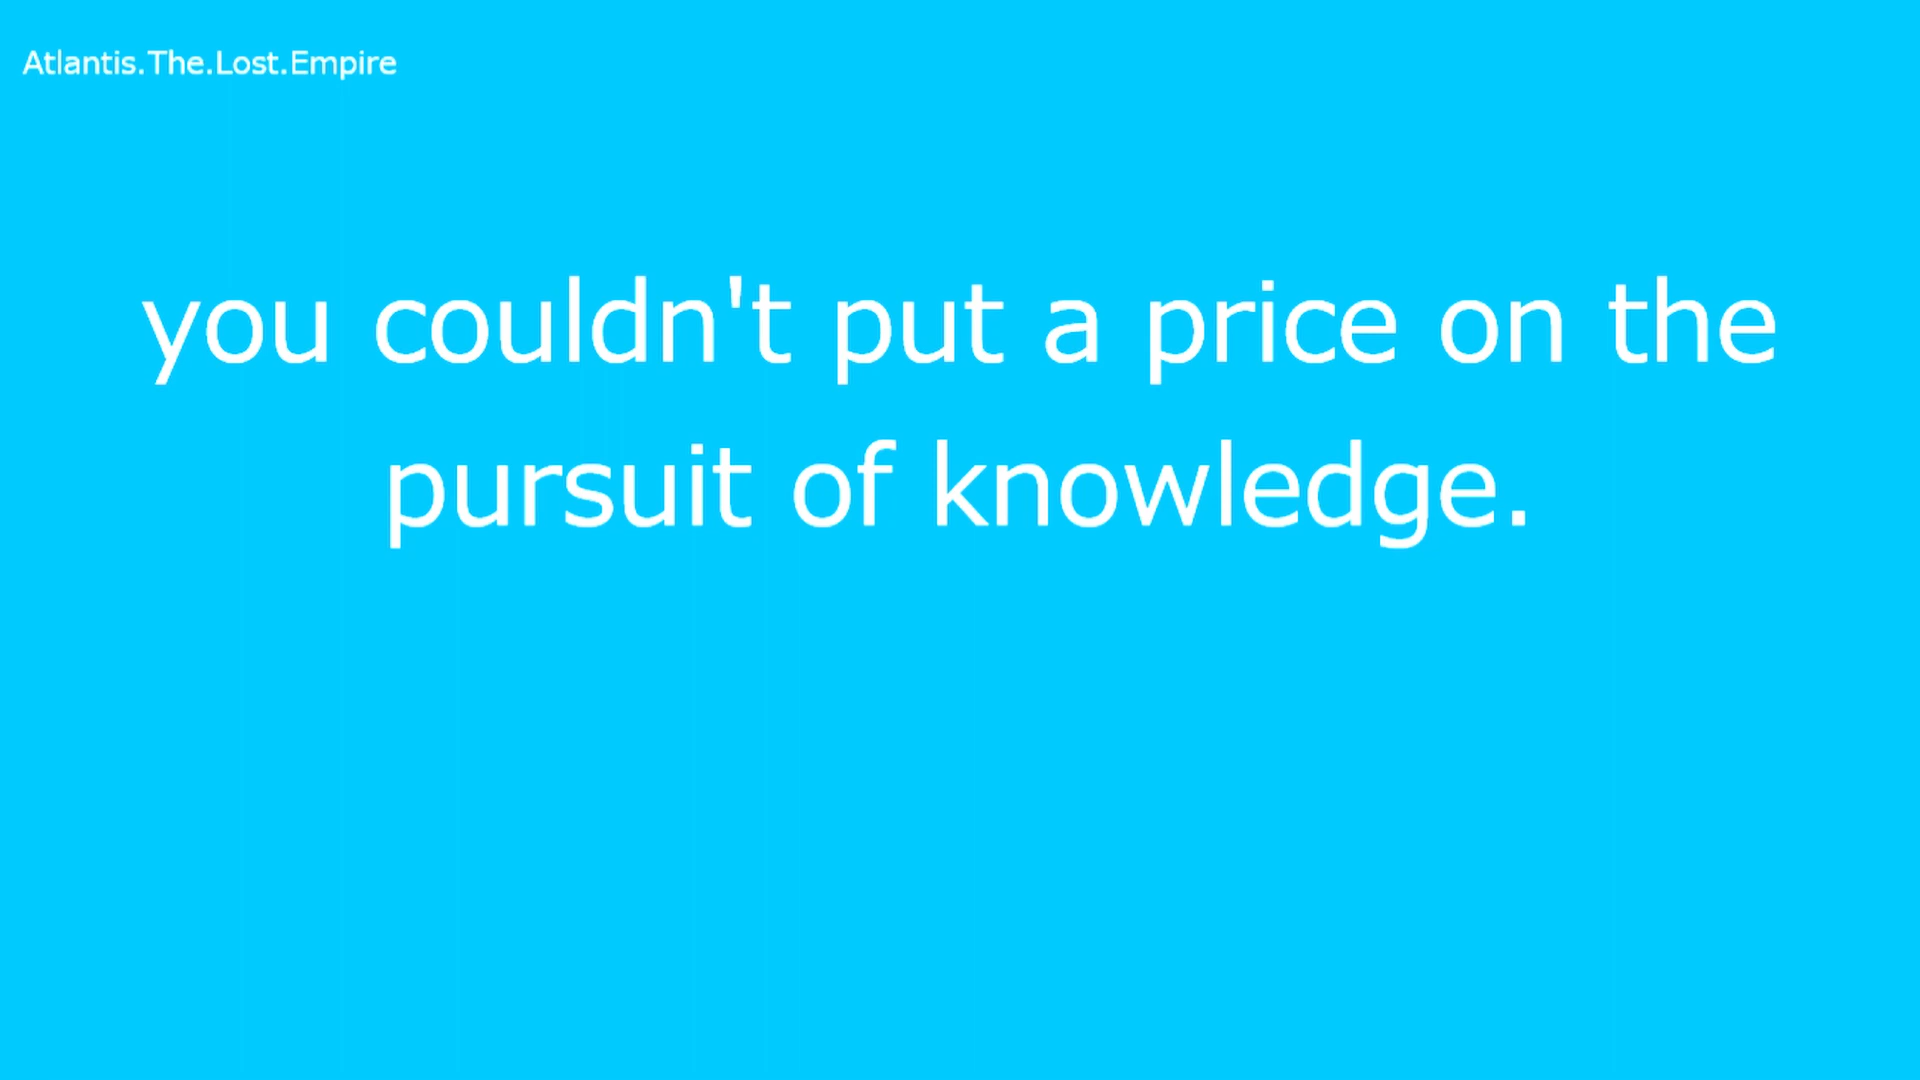 Atlantis.The.Lost.Empire
you couldn't put a price on the
pursuit of knowledge.